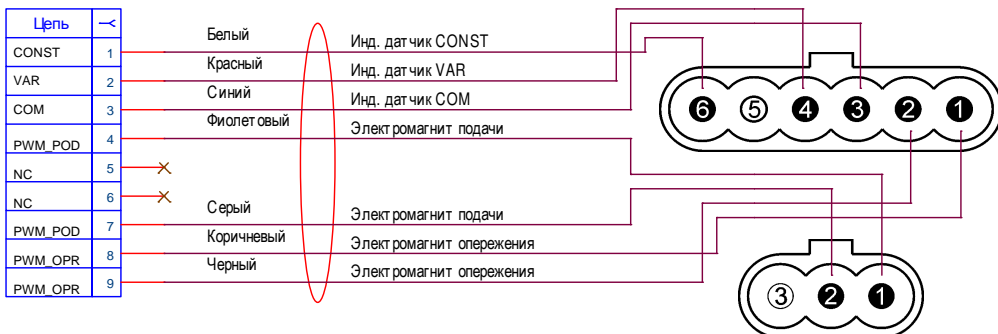 Цепь
CONST 1 Белый Инд. датчик CONST
VAR 2 Красный Инд. датчик VAR
COM 3 Синий Инд. датчик COM
PWM_POD 4 Фиолетовый Электромагнит подачи
NC 5
NC 6
PWM_POD 7 Серый Электромагнит подачи
PWM_OPR 8 Коричневый Электромагнит опережения
PWM_OPR 9 Черный Электромагнит опережения
6 5 4 3 2 1
3 2 1